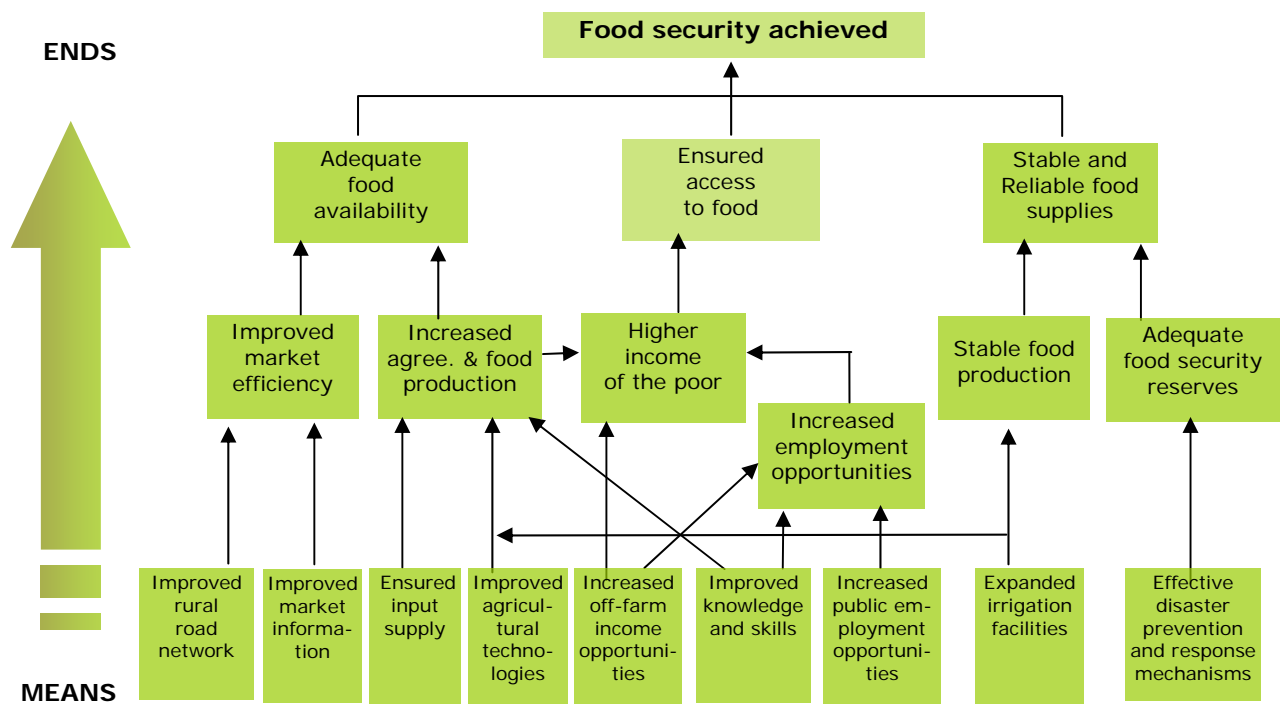 Food security achieved
ENDS
Adequate
food
availability
Ensured
access
to food
Stable and
Reliable food
supplies
Improved
market
efficiency
Increased
agree. & food
production
Higher
income
of the poor
Stable food
production
Adequate
food security
reserves
Increased
employment
opportunities
Improved
rural
road
network
Improved
market
informa-
tion
Ensured
input
supply
Improved
agricul-
tural
techno-
logies
Increased
off-farm
income
opportuni-
ties
Improved
knowledge
and skills
Increased
public em-
ployment
opportuni-
ties
Expanded
irrigation
facilities
Effective
disaster
prevention
and response
mechanisms
MEANS